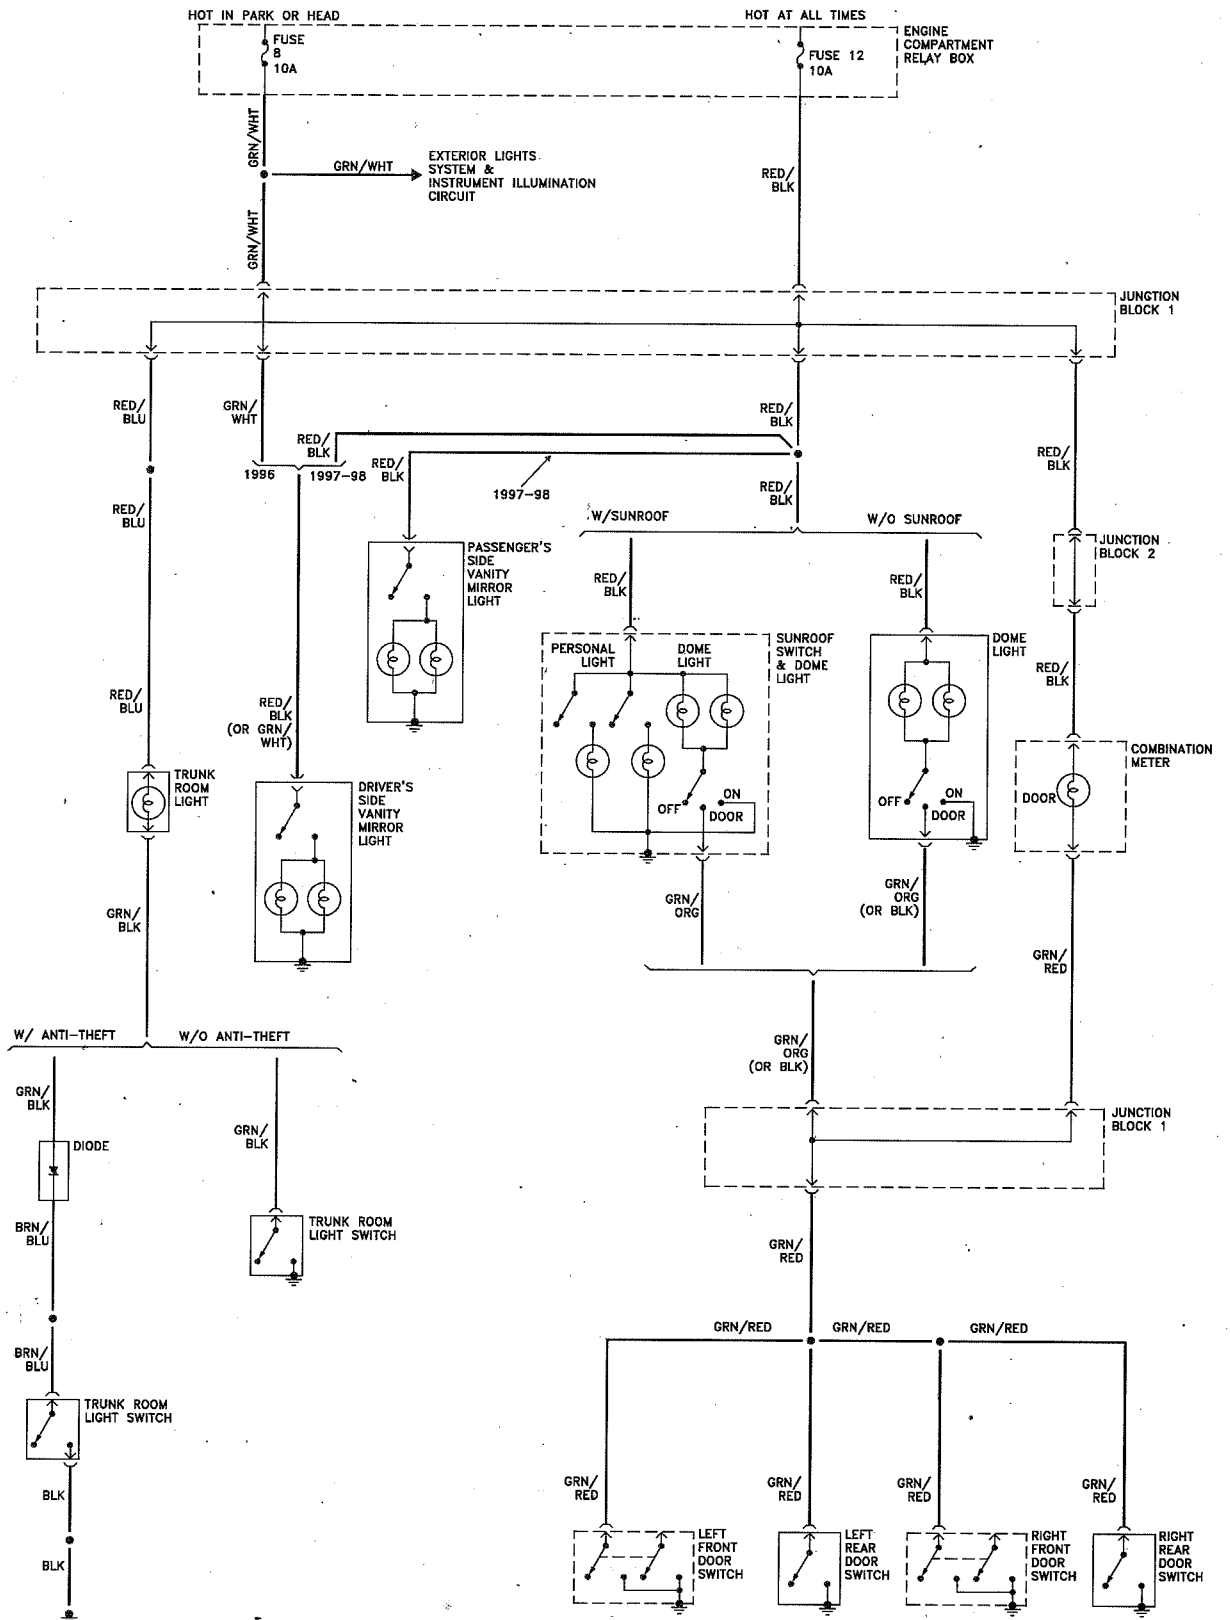 HOT IN PARK OR HEAD
HOT AT ALL TIMES
FUSE
8
10A
FUSE 12
10A
ENGINE
COMPARTMENT
RELAY BOX
GRN/WHT
GRN/WHT
EXTERIOR LIGHTS
SYSTEM &
INSTRUMENT ILLUMINATION
CIRCUIT
RED/
BLK
GRN/WHT
JUNCTION
BLOCK 1
RED/
BLU
GRN/
WHT
RED/
BLK
RED/
BLK
1996
1997-98
RED/
BLK
1997-98
RED/
BLK
RED/
BLK
RED/
BLU
W/SUNROOF
W/O SUNROOF
PASSENGER'S
SIDE
VANITY
MIRROR
LIGHT
JUNCTION
BLOCK 2
RED/
BLK
RED/
BLK
PERSONAL
LIGHT
DOME
LIGHT
SUNROOF
SWITCH
& DOME
LIGHT
DOME
LIGHT
RED/
BLK
RED/
BLU
RED/
BLK
(OR GRN/
WHT)
COMBINATION
METER
TRUNK
ROOM
LIGHT
DRIVER'S
SIDE
VANITY
MIRROR
LIGHT
OFF
ON
DOOR
OFF
ON
DOOR
DOOR
GRN/
BLK
GRN/
ORG
GRN/
ORG
(OR BLK)
GRN/
RED
W/ ANTI-THEFT
W/O ANTI-THEFT
GRN/
ORG
(OR BLK)
GRN/
BLK
GRN/
BLK
JUNCTION
BLOCK 1
DIODE
BRN/
BLU
TRUNK ROOM
LIGHT SWITCH
GRN/
RED
GRN/RED
GRN/RED
GRN/RED
BRN/
BLU
TRUNK ROOM
LIGHT SWITCH
BLK
GRN/
RED
GRN/
RED
GRN/
RED
GRN/
RED
BLK
LEFT
FRONT
DOOR
SWITCH
LEFT
REAR
DOOR
SWITCH
RIGHT
FRONT
DOOR
SWITCH
RIGHT
REAR
DOOR
SWITCH